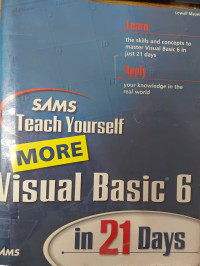 Learn
the skills and concepts to
master Visual Basic 6 in
just 21 days
Apply
your knowledge in the
real world
SAMS
Teach Yourself
MORE
Visual Basic 6
in 21 Days
SAMS